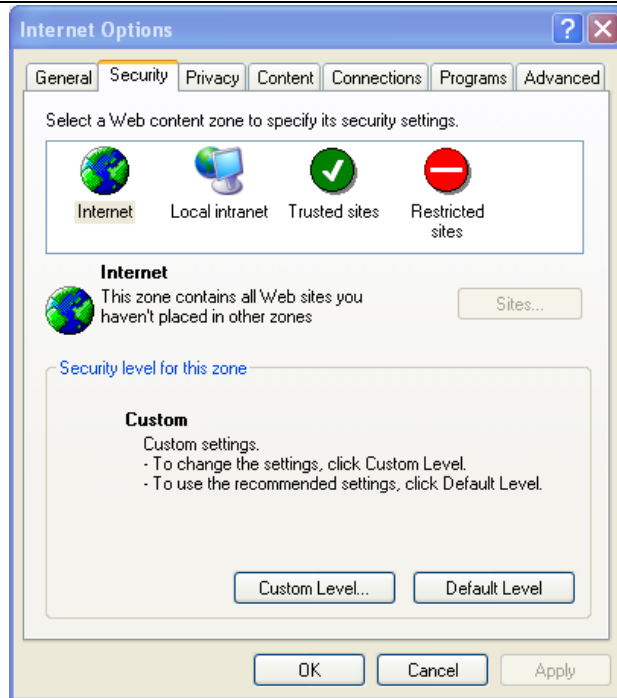 Internet Options
General Security Privacy Content Connections Programs Advanced
Select a Web content zone to specify its security settings.
Internet Local intranet Trusted sites Restricted
sites
Internet
This zone contains all Web sites you
haven't placed in other zones
Sites...
Security level for this zone
Custom
Custom settings.
- To change the settings, click Custom Level.
- To use the recommended settings, click Default Level.
Custom Level... Default Level
OK Cancel Apply